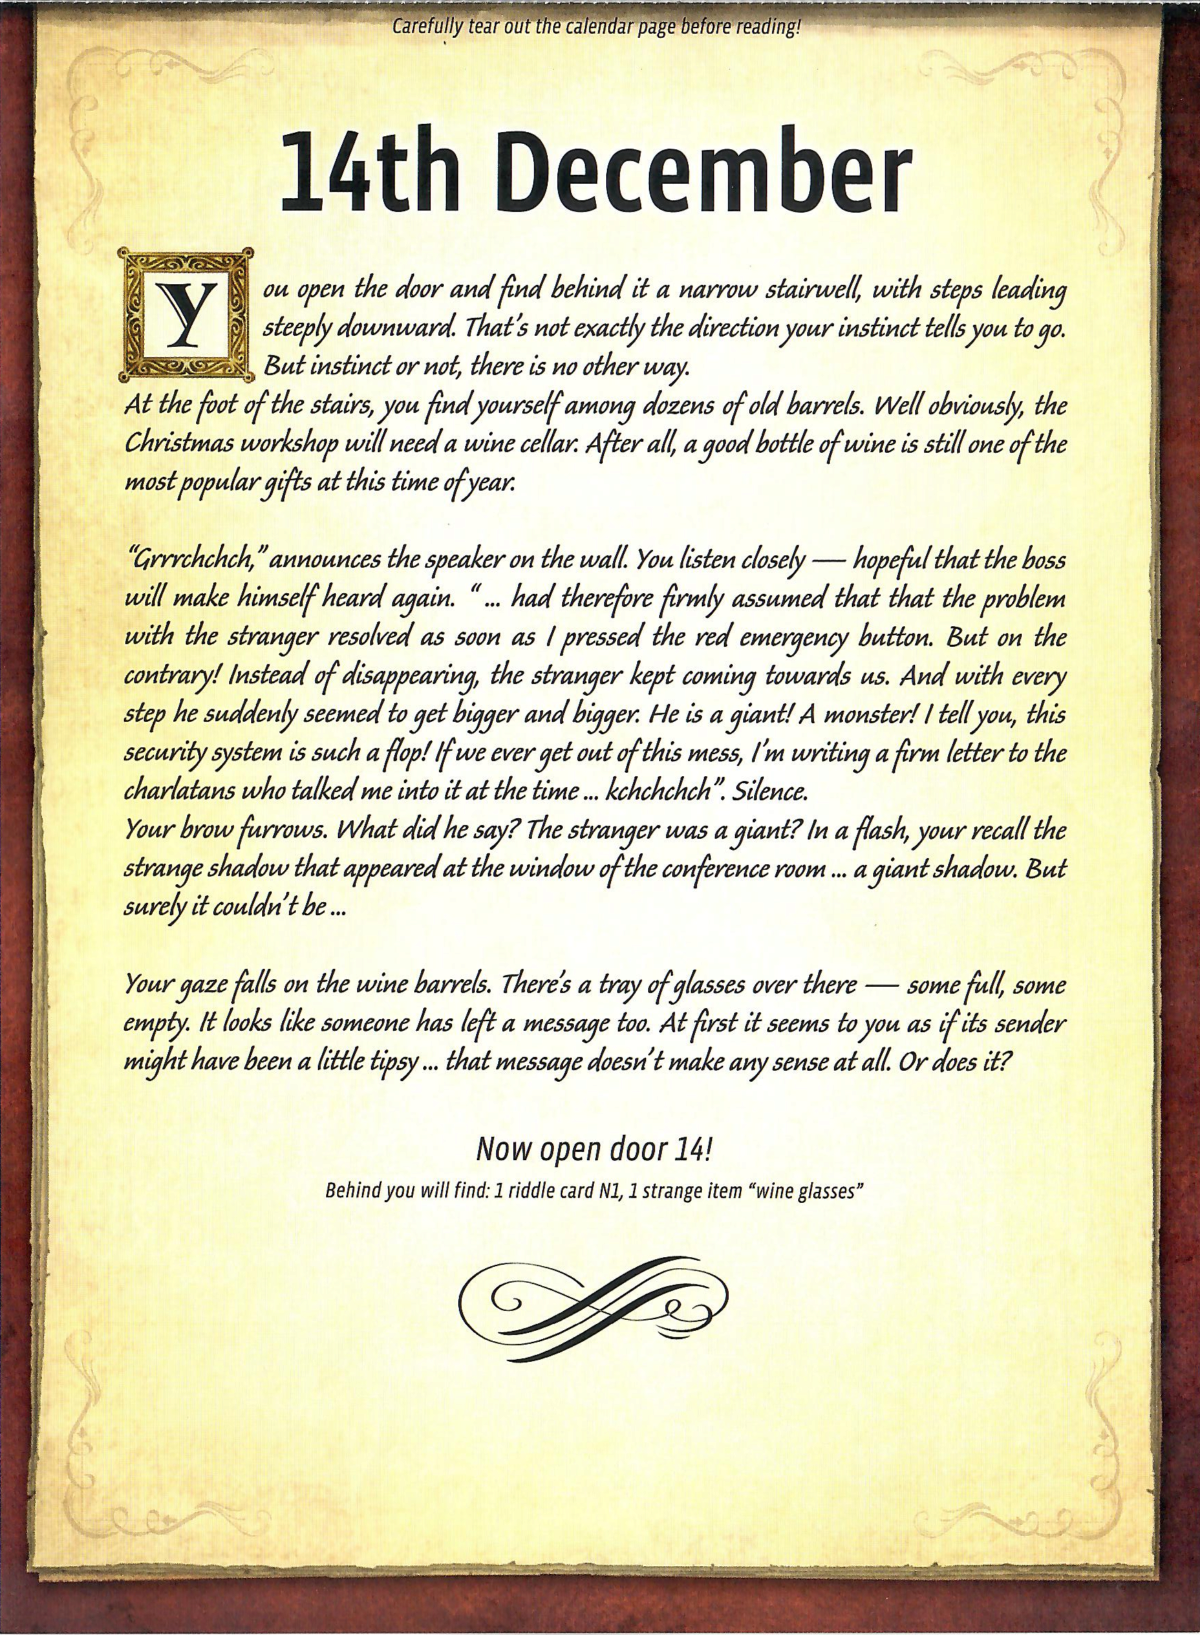 Carefully tear out the calendar page before reading!
14th December
You open the door and find behind it a narrow stairwell, with steps leading
steeply downward. That's not exactly the direction your instinct tells you to go.
But instinct or not, there is no other way.
At the foot of the stairs, you find yourself among dozens of old barrels. Well obviously, the
Christmas workshop will need a wine cellar. After all, a good bottle of wine is still one of the
most popular gifts at this time of year.
“Grrrchchch,” announces the speaker on the wall. You listen closely — hopeful that the boss
will make himself heard again. “ ... had therefore firmly assumed that that the problem
with the stranger resolved as soon as I pressed the red emergency button. But on the
contrary! Instead of disappearing, the stranger kept coming towards us. And with every
step he suddenly seemed to get bigger and bigger. He is a giant! A monster! I tell you, this
security system is such a flop! If we ever get out of this mess, I'm writing a firm letter to the
charlatans who talked me into it at the time ... kchchchch”. Silence.
Your brow furrows. What did he say? The stranger was a giant? In a flash, your recall the
strange shadow that appeared at the window of the conference room ... a giant shadow. But
surely it couldn't be ...
Your gaze falls on the wine barrels. There's a tray of glasses over there — some full, some
empty. It looks like someone has left a message too. At first it seems to you as if its sender
might have been a little tipsy ... that message doesn't make any sense at all. Or does it?
Now open door 14!
Behind you will find: 1 riddle card N1, 1 strange item “wine glasses”